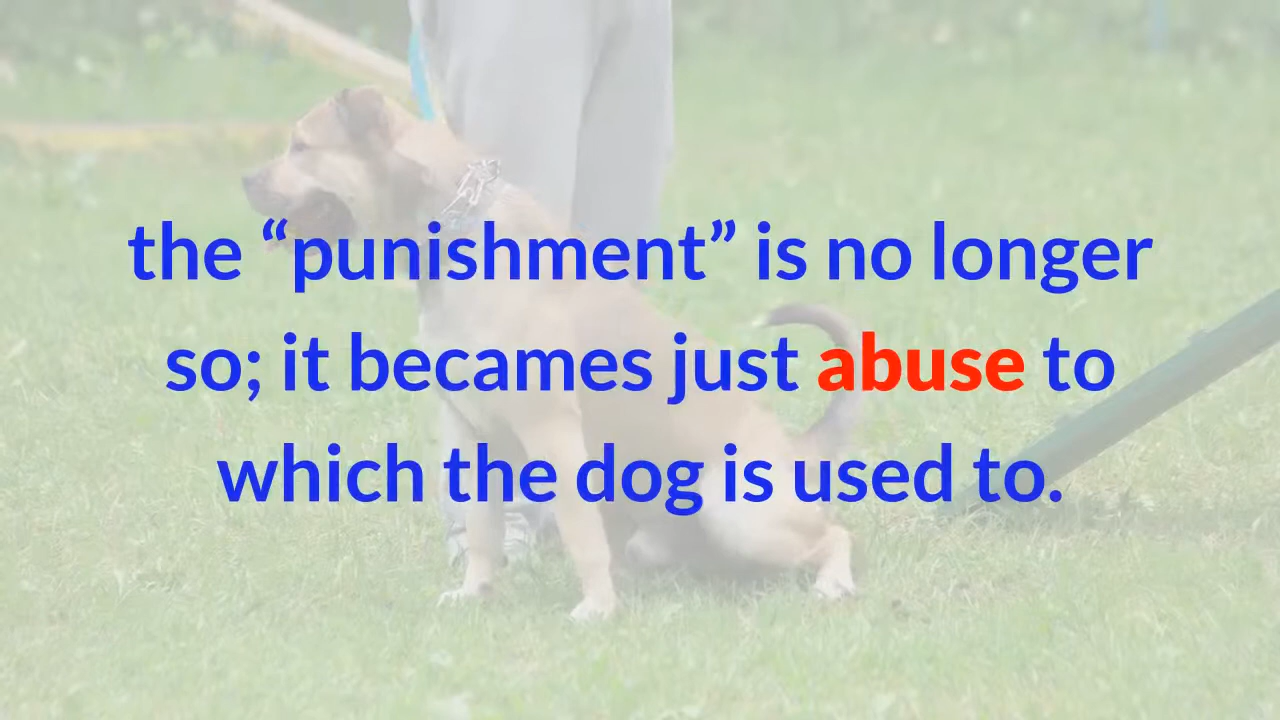 the “punishment” is no longer
so; it becames just abuse to
which the dog is used to.